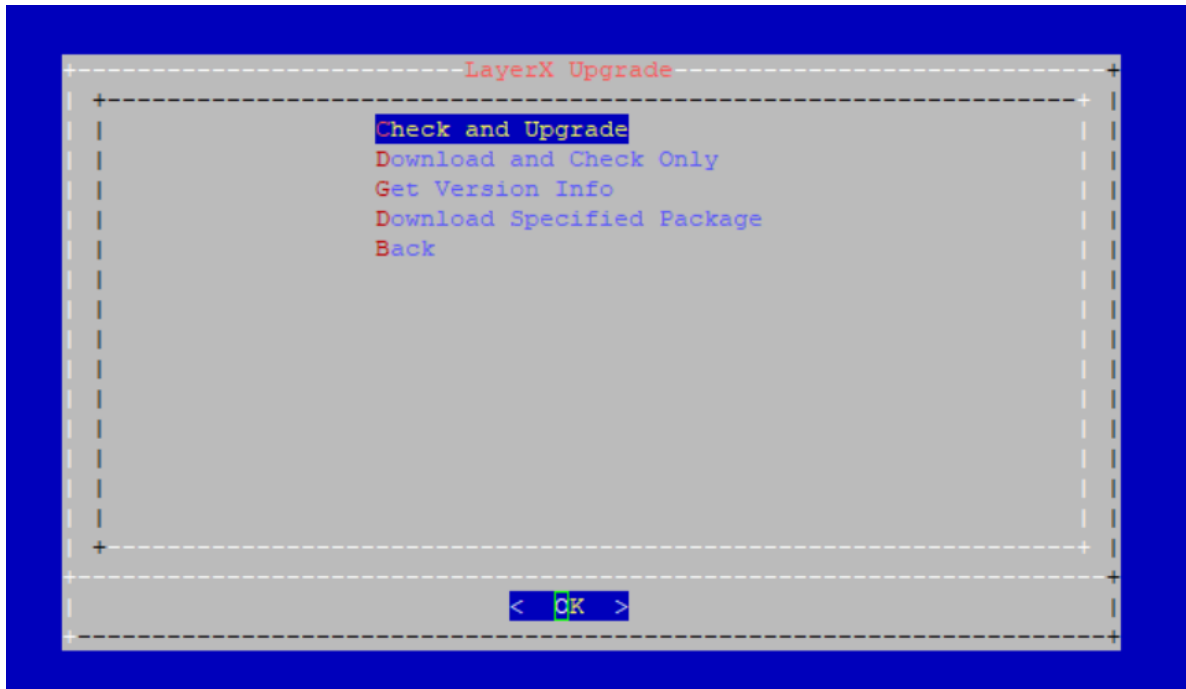 LayerX Upgrade
Check and Upgrade
Download and Check Only
Get Version Info
Download Specified Package
Back
< OK >